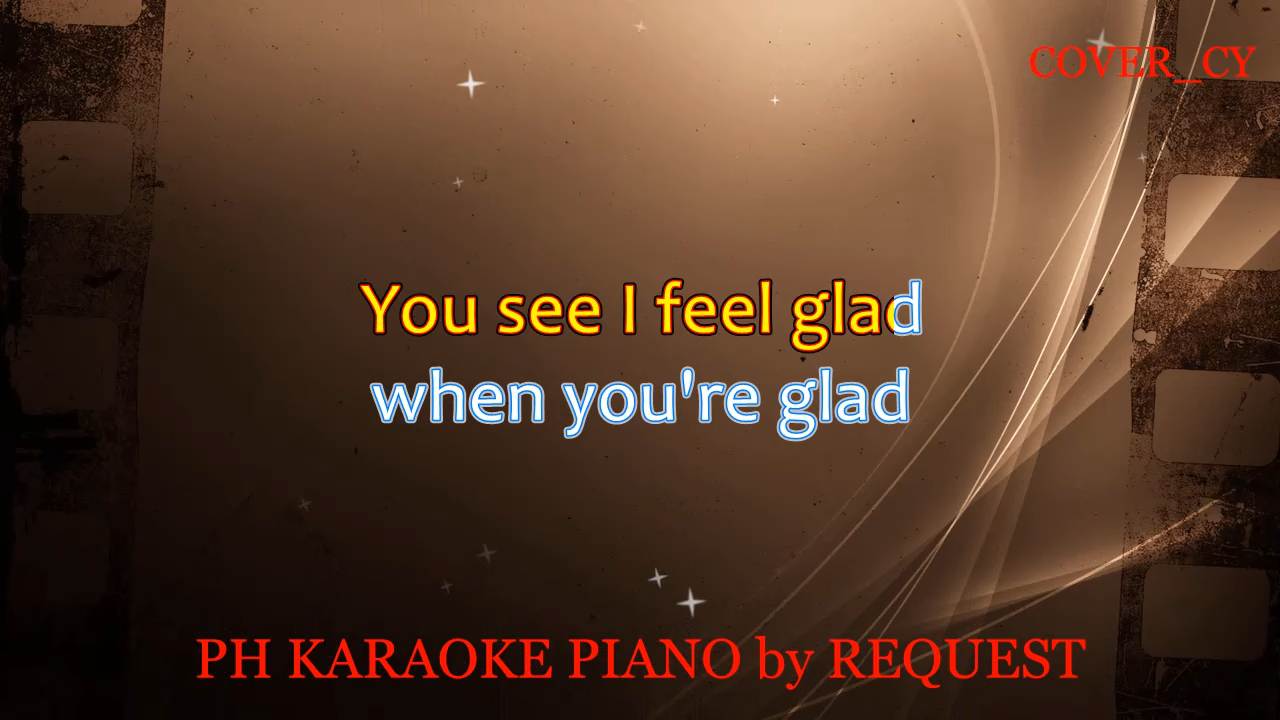 COVER_CY
You see I feel glad
when you're glad
PH KARAOKE PIANO by REQUEST